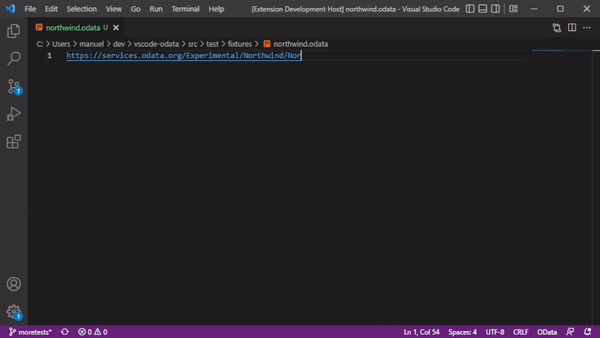 File Edit Selection View Go Run Terminal Help [Extension Development Host] northwind.odata - Visual Studio Code
northwind.odata U
C: > Users > manuel > dev > vscode-odata > src > test > fixtures > northwind.odata
1 https://services.odata.org/Experimental/Northwind/Nor
7
1
moretests* 0 0 Ln 1, Col 54 Spaces: 4 UTF-8 CRLF OData